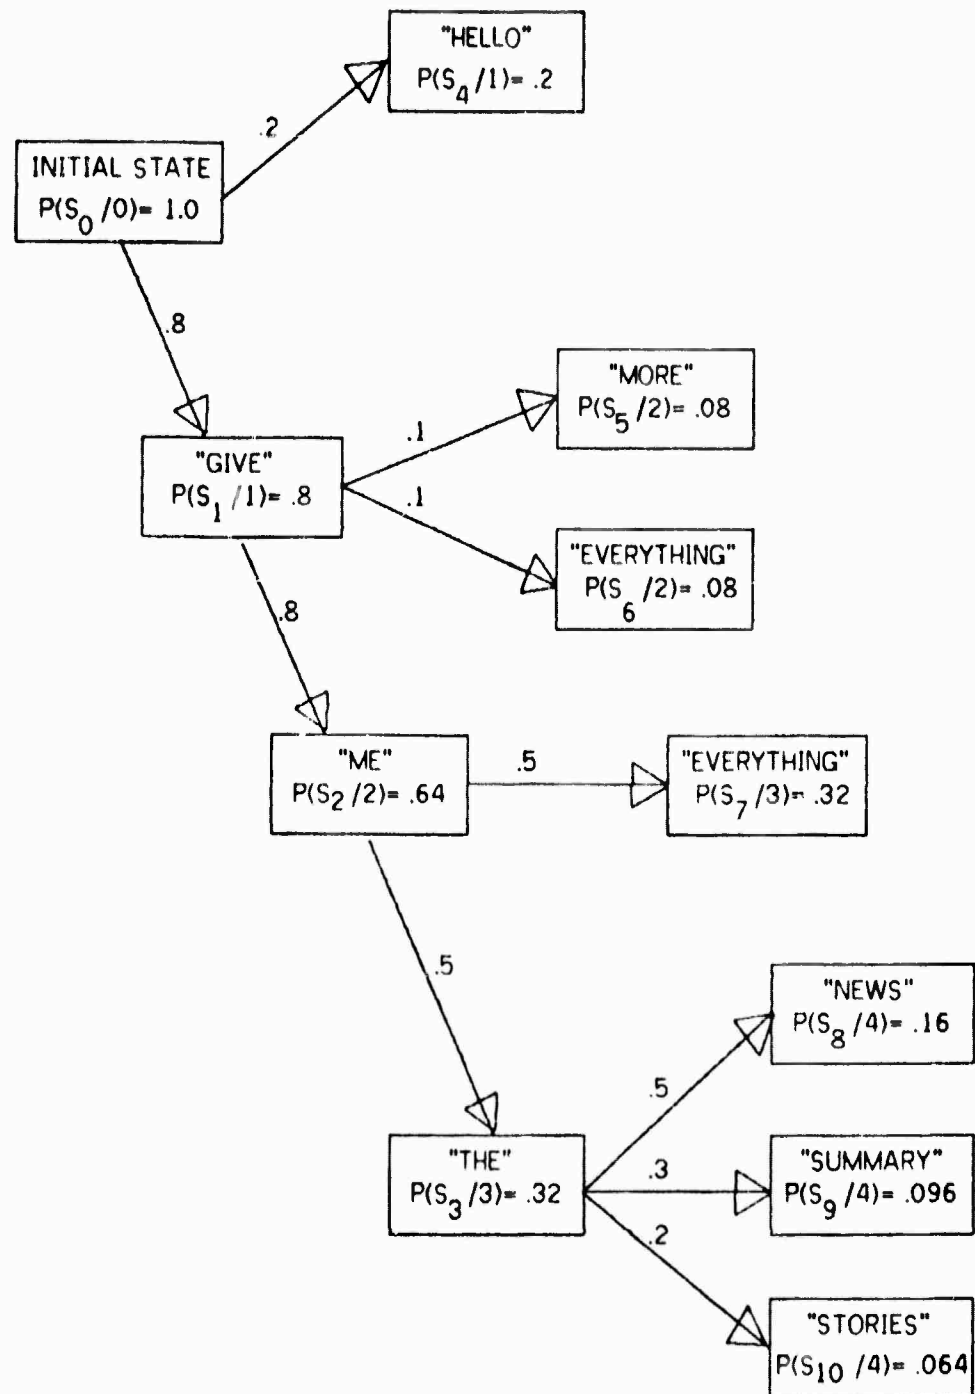 "HELLO"
P(S4/1)= .2
.2
INITIAL STATE
P(S0/0)= 1.0
.8
"MORE"
P(S5/2)= .08
.1
"GIVE"
P(S1/1)= .8
.1
"EVERYTHING"
P(S6/2)= .08
.8
"ME"
P(S2/2)= .64
.5
"EVERYTHING"
P(S7/3)= .32
.5
"NEWS"
P(S8/4)= .16
.5
"THE"
P(S3/3)= .32
.3
"SUMMARY"
P(S9/4)= .096
.2
"STORIES"
P(S10/4)= .064